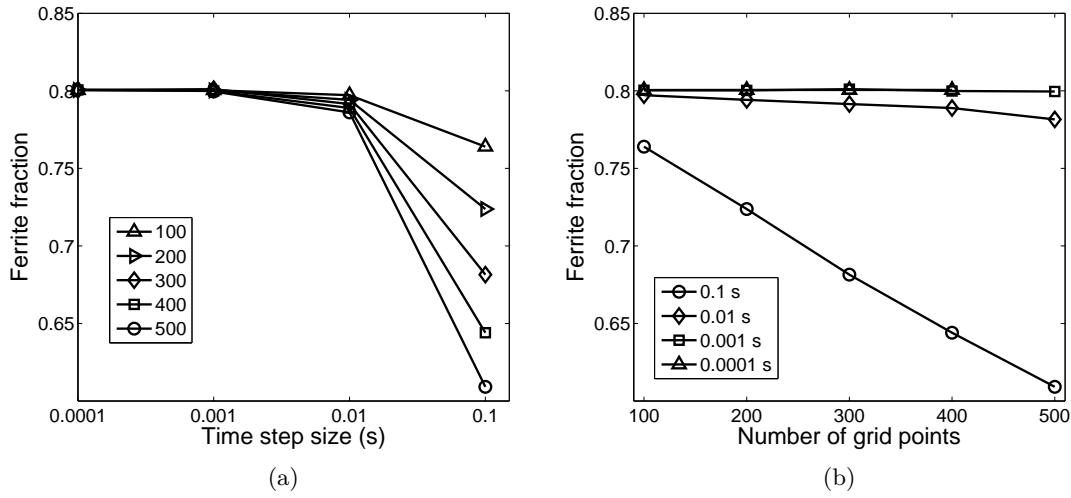 0.85
0.8
0.75
0.7
0.65
Ferrite fraction
100
200
300
400
500
0.0001
0.001
0.01
0.1
Time step size (s)
(a)
0.85
0.8
0.75
0.7
0.65
Ferrite fraction
0.1 s
0.01 s
0.001 s
0.0001 s
100
200
300
400
500
Number of grid points
(b)